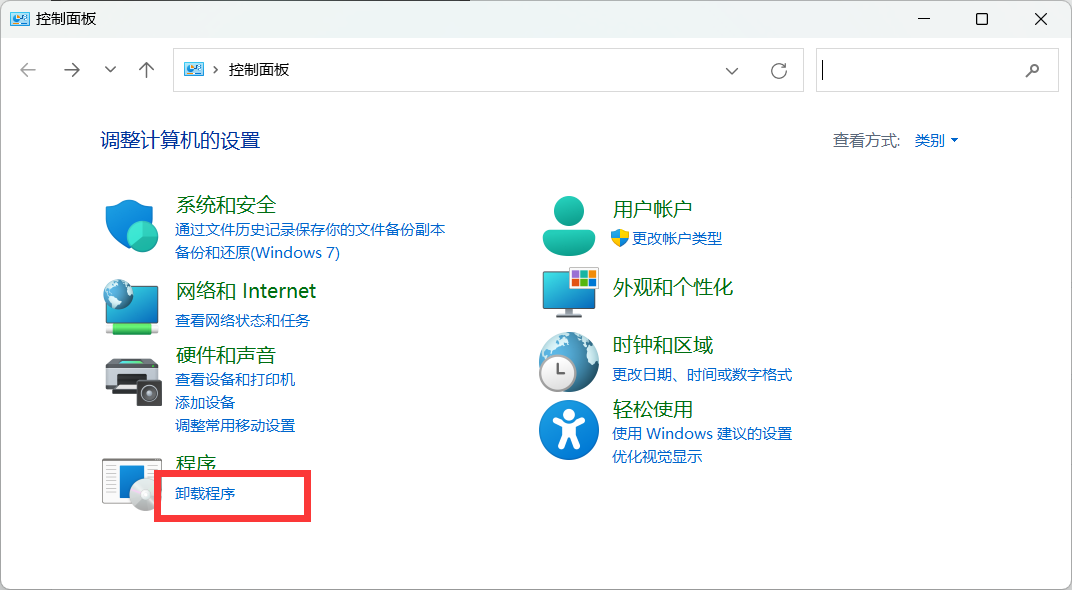 控制面板
控制面板
调整计算机的设置
查看方式: 类别
系统和安全
通过文件历史记录保存你的文件备份副本
备份和还原(Windows 7)
网络和 Internet
查看网络状态和任务
硬件和声音
查看设备和打印机
添加设备
调整常用移动设置
程序
卸载程序
用户帐户
更改帐户类型
外观和个性化
时钟和区域
更改日期、时间或数字格式
轻松使用
使用 Windows 建议的设置
优化视觉显示